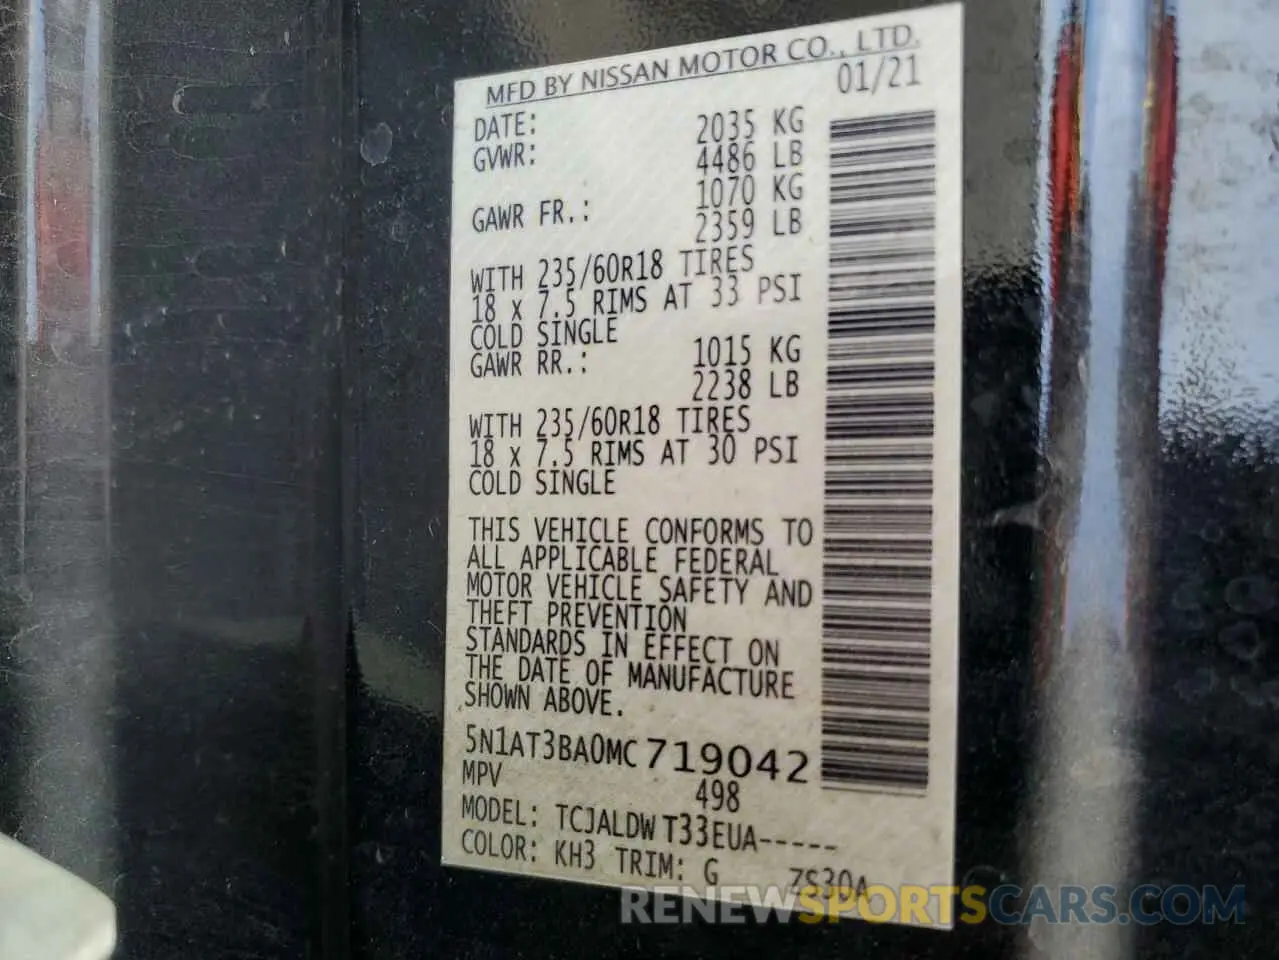 MFD BY NISSAN MOTOR CO., LTD.
DATE: 01/21
GVWR: 2035 KG
4486 LB
GAWR FR.: 1070 KG
2359 LB
WITH 235/60R18 TIRES
18 x 7.5 RIMS AT 33 PSI
COLD SINGLE
GAWR RR.: 1015 KG
2238 LB
WITH 235/60R18 TIRES
18 x 7.5 RIMS AT 30 PSI
COLD SINGLE
THIS VEHICLE CONFORMS TO
ALL APPLICABLE FEDERAL
MOTOR VEHICLE SAFETY AND
THEFT PREVENTION
STANDARDS IN EFFECT ON
THE DATE OF MANUFACTURE
SHOWN ABOVE.
5N1AT3BA0MC 719042
MPV 498
MODEL: TCJALDW T33EUA-----
COLOR: KH3 TRIM: G ZS30A
RENEWSPORTSCARS.COM